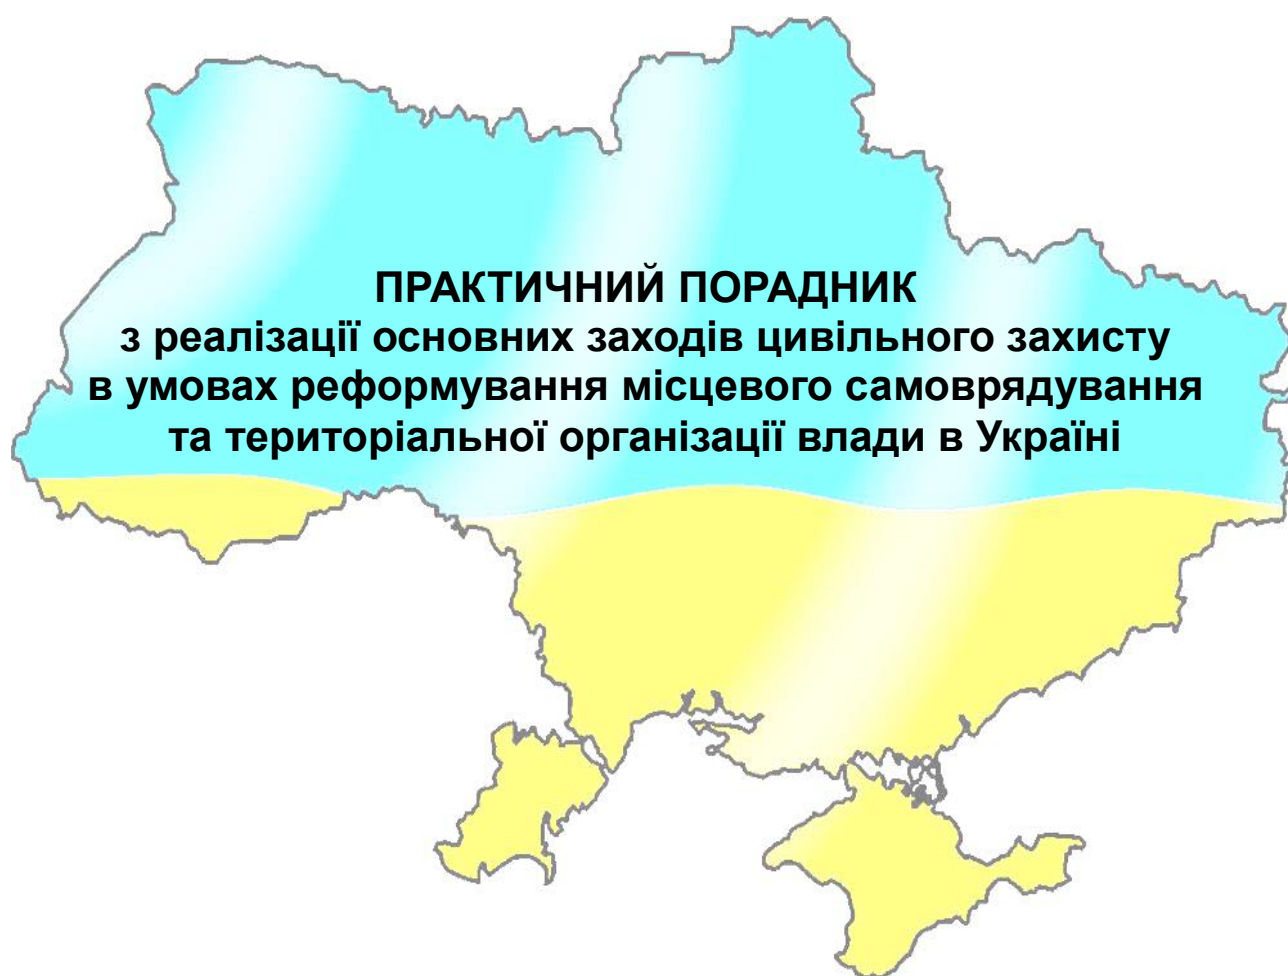 ПРАКТИЧНИЙ ПОРАДНИК
з реалізації основних заходів цивільного захисту
в умовах реформування місцевого самоврядування
та територіальної організації влади в Україні